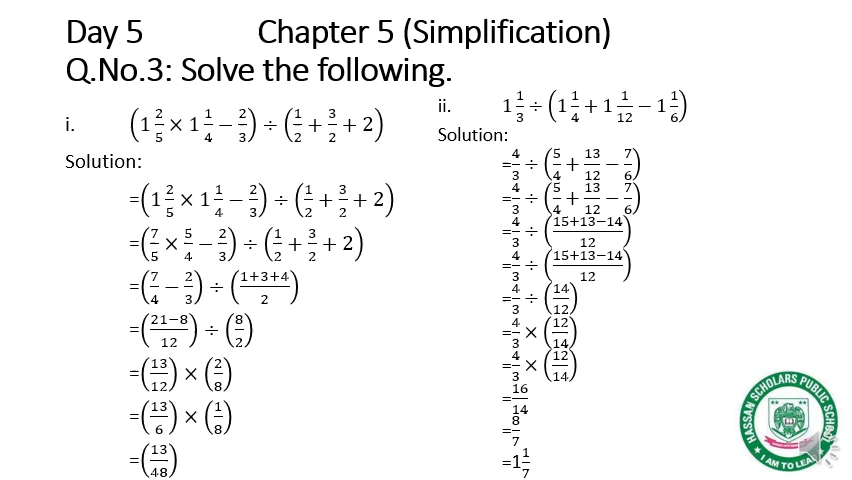 Day 5 Chapter 5 (Simplification)
Q.No.3: Solve the following.
i. (1 2/5 × 1 1/4 − 2/3) ÷ (1/2 + 3/2 + 2)
Solution:
=(1 2/5 × 1 1/4 − 2/3) ÷ (1/2 + 3/2 + 2)
=(7/5 × 5/4 − 2/3) ÷ (1/2 + 3/2 + 2)
=(7/4 − 2/3) ÷ ((1+3+4)/2)
=((21−8)/12) ÷ (8/2)
=(13/12) × (2/8)
=(13/6) × (1/8)
=(13/48)
ii. 1 1/3 ÷ (1 1/4 + 1 1/12 − 1 1/6)
Solution:
=4/3 ÷ (5/4 + 13/12 − 7/6)
=4/3 ÷ (5/4 + 13/12 − 7/6)
=4/3 ÷ ((15+13−14)/12)
=4/3 ÷ ((15+13−14)/12)
=4/3 ÷ (14/12)
=4/3 × (12/14)
=4/3 × (12/14)
=16/14
=8/7
=1 1/7
HASSAN SCHOLARS PUBLIC SCHOOL
I AM TO LEA